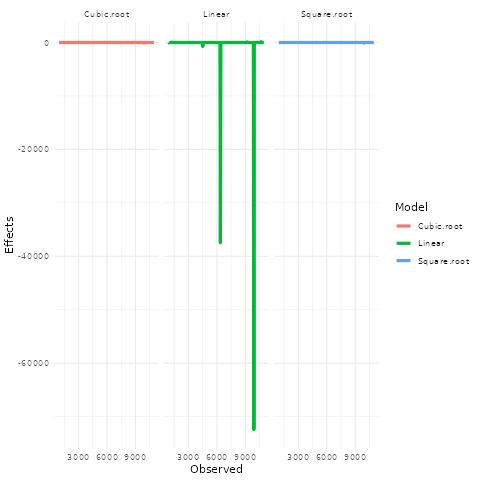 Cubic.root Linear Square.root
0
-20000
-40000
-60000
Effects
3000 6000 9000 3000 6000 9000 3000 6000 9000
Observed
Model
Cubic.root
Linear
Square.root